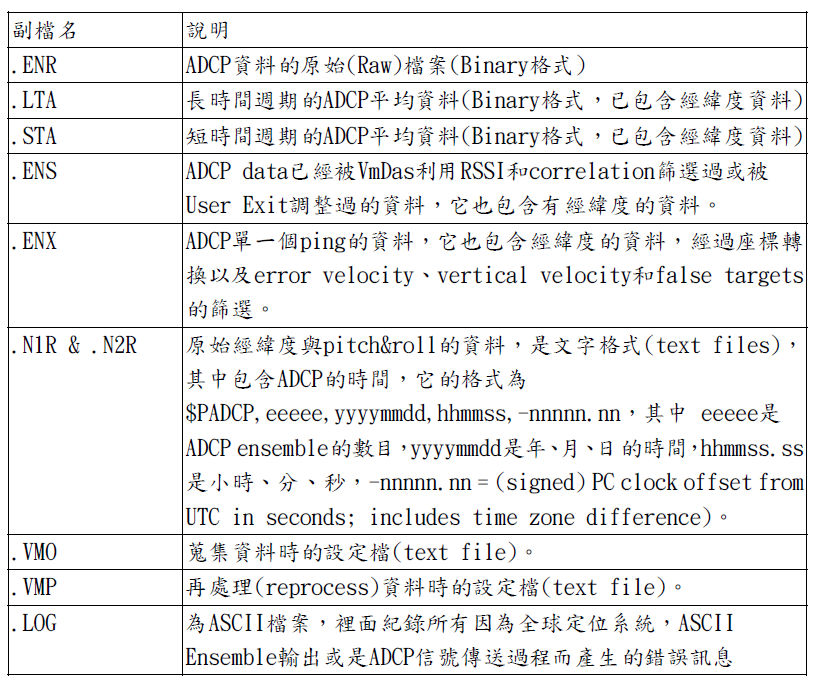 副檔名 說明
.ENR ADCP資料的原始(Raw)檔案(Binary格式)
.LTA 長時間週期的ADCP平均資料(Binary格式，已包含經緯度資料)
.STA 短時間週期的ADCP平均資料(Binary格式，已包含經緯度資料)
.ENS ADCP data已經被VmDas利用RSSI和correlation篩選過或被
User Exit調整過的資料，它也包含有經緯度的資料。
.ENX ADCP單一個ping的資料，它也包含經緯度的資料，經過座標轉
換以及error velocity、vertical velocity和false targets
的篩選。
.N1R & .N2R 原始經緯度與pitch&roll的資料，是文字格式(text files)，
其中包含ADCP的時間，它的格式為
$PADCP,eeeee,yyyymmdd,hhmmss,-nnnnn.nn，其中 eeeee是
ADCP ensemble的數目,yyyymmdd是年、月、日的時間,hhmmss.ss
是小時、分、秒，-nnnnn.nn = (signed) PC clock offset from
UTC in seconds; includes time zone difference)。
.VMO 蒐集資料時的設定檔(text file)。
.VMP 再處理(reprocess)資料時的設定檔(text file)。
.LOG 為ASCII檔案，裡面紀錄所有因為全球定位系統，ASCII
Ensemble輸出或是ADCP信號傳送過程而產生的錯誤訊息